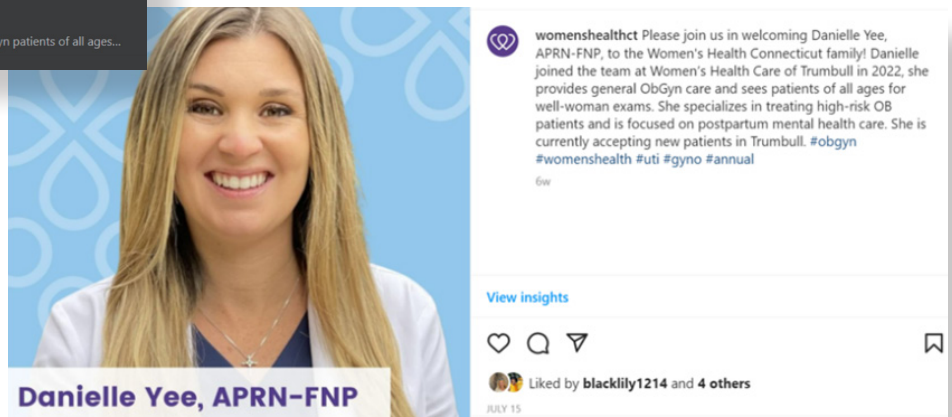 yn patients of all ages...
womenshealthct Please join us in welcoming Danielle Yee,
APRN-FNP, to the Women's Health Connecticut family! Danielle
joined the team at Women's Health Care of Trumbull in 2022, she
provides general ObGyn care and sees patients of all ages for
well-woman exams. She specializes in treating high-risk OB
patients and is focused on postpartum mental health care. She is
currently accepting new patients in Trumbull. #obgyn
#womenshealth #uti #gyno #annual
6w
View insights
Liked by blacklily1214 and 4 others
JULY 15
Danielle Yee, APRN-FNP